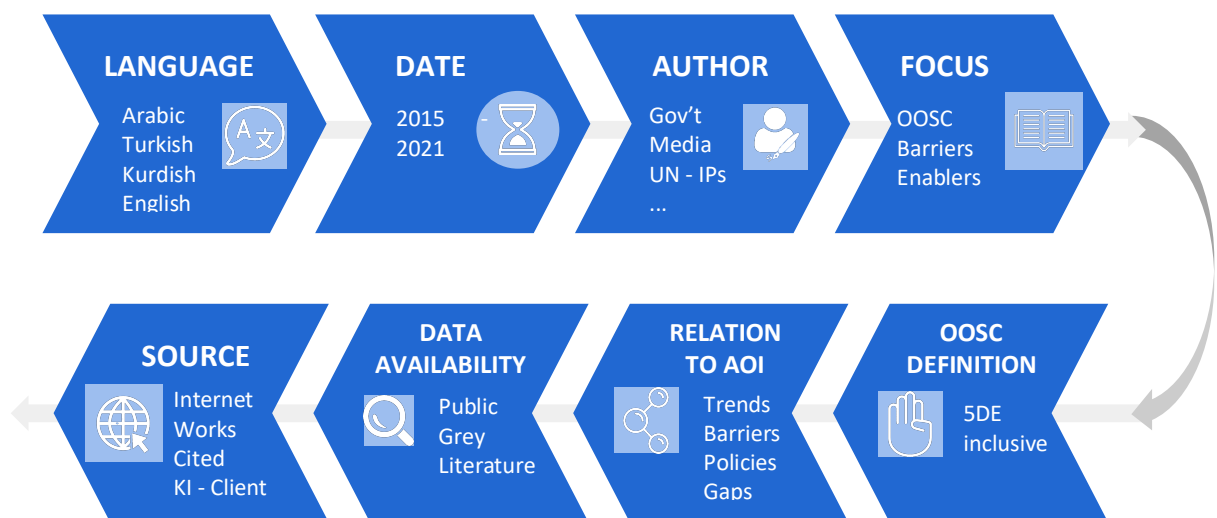 LANGUAGE
Arabic
Turkish
Kurdish
English
DATE
2015 -
2021
AUTHOR
Gov't
Media
UN - IPs
...
FOCUS
OOSC
Barriers
Enablers
OOSC
DEFINITION
5DE
inclusive
RELATION
TO AOI
Trends
Barriers
Policies
Gaps
DATA
AVAILABILITY
Public
Grey
Literature
SOURCE
Internet
Works
Cited
KI - Client